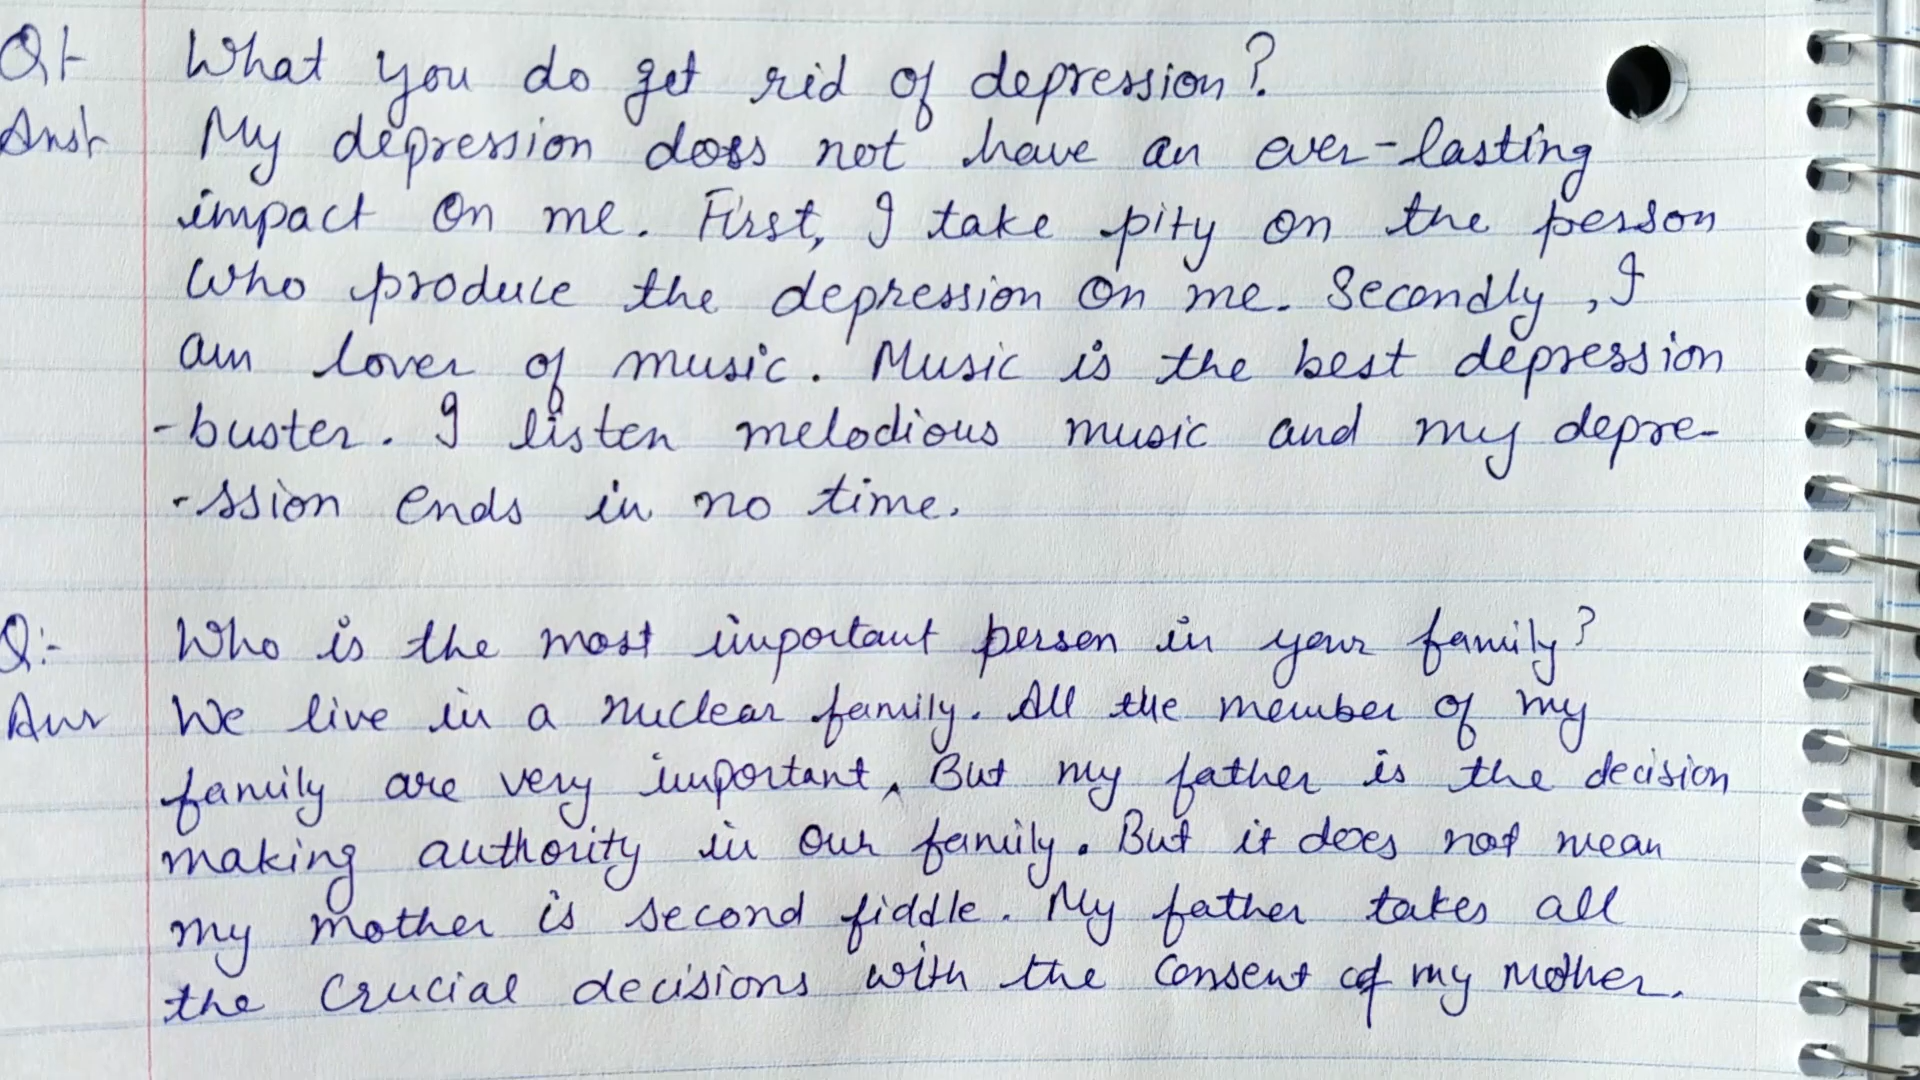 Q:- What you do get rid of depression?
Ans:- My depression does not have an ever-lasting
impact on me. First, I take pity on the person
who produce the depression on me. Secondly, I
am lover of music. Music is the best depression
-buster. I listen melodious music and my depre-
-ssion ends in no time.
Q:- Who is the most important person in your family?
Ans We live in a nuclear family. All the member of my
family are very important. But my father is the decision
making authority in our family. But it does not mean
my mother is second fiddle. My father takes all
the crucial decisions with the consent of my mother.